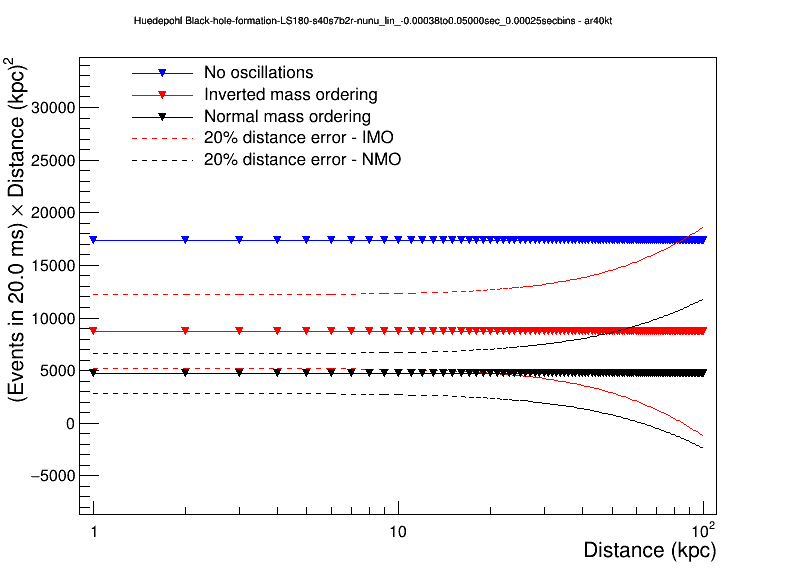 Huedepohl Black-hole-formation-LS180-s40s7b2r-nunu_lin_-0.00038to0.05000sec_0.00025secbins - ar40kt
(Events in 20.0 ms) × Distance (kpc)²
No oscillations
Inverted mass ordering
Normal mass ordering
20% distance error - IMO
20% distance error - NMO
30000
25000
20000
15000
10000
5000
0
−5000
1
10
10²
Distance (kpc)